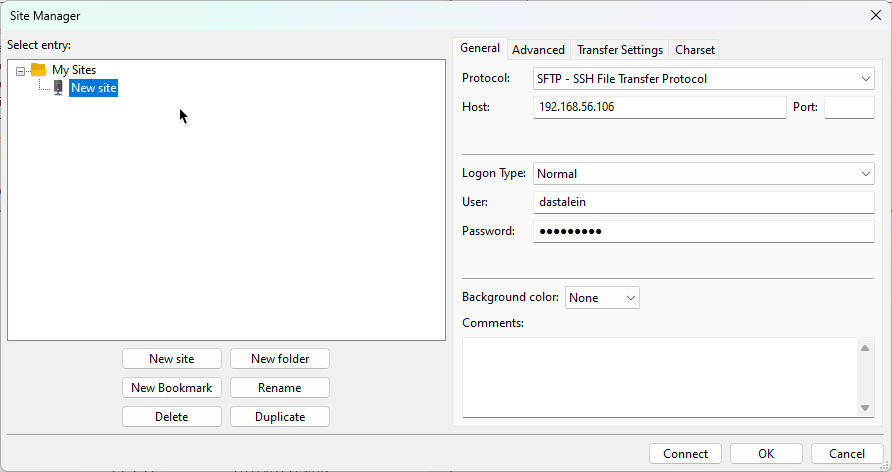 Site Manager
Select entry:
My Sites
New site
New site
New folder
New Bookmark
Rename
Delete
Duplicate
General
Advanced
Transfer Settings
Charset
Protocol:
SFTP - SSH File Transfer Protocol
Host:
192.168.56.106
Port:
Logon Type:
Normal
User:
dastalein
Password:
●●●●●●●●●
Background color:
None
Comments:
Connect
OK
Cancel